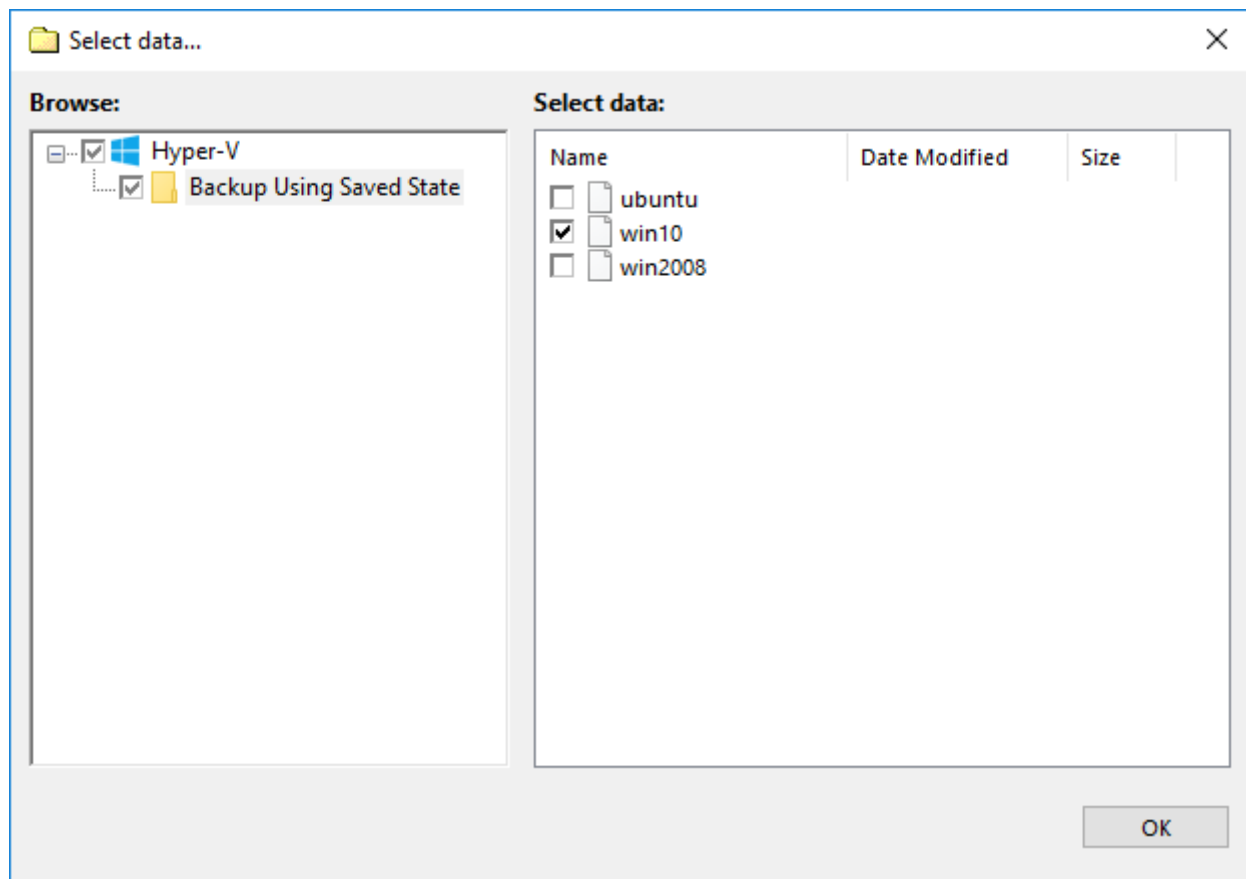 Select data...
Browse:
Select data:
Hyper-V
Backup Using Saved State
Name Date Modified Size
ubuntu
win10
win2008
OK